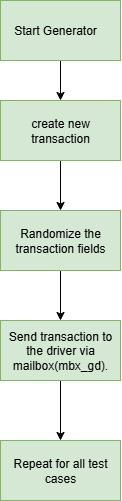 Start Generator
create new
transaction
Randomize the
transaction fields
Send transaction to
the driver via
mailbox(mbx_gd).
Repeat for all test
cases